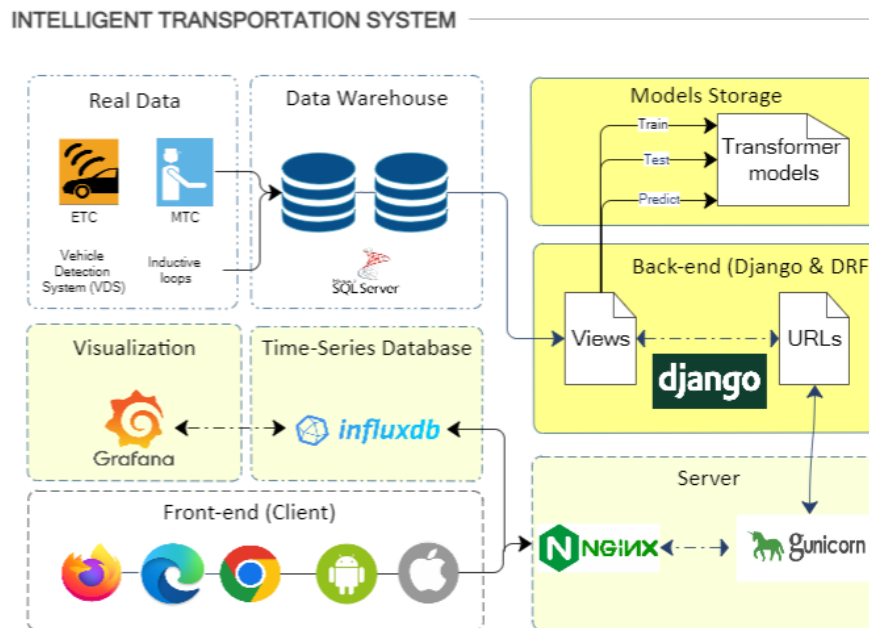 INTELLIGENT TRANSPORTATION SYSTEM
Real Data
ETC
MTC
Vehicle
Detection
System (VDS)
Inductive
loops
Data Warehouse
SQL Server
Models Storage
Train
Test
Predict
Transformer
models
Back-end (Django & DRF
Views
URLs
django
Visualization
Grafana
Time-Series Database
influxdb
Front-end (Client)
Server
NGINX
gunicorn